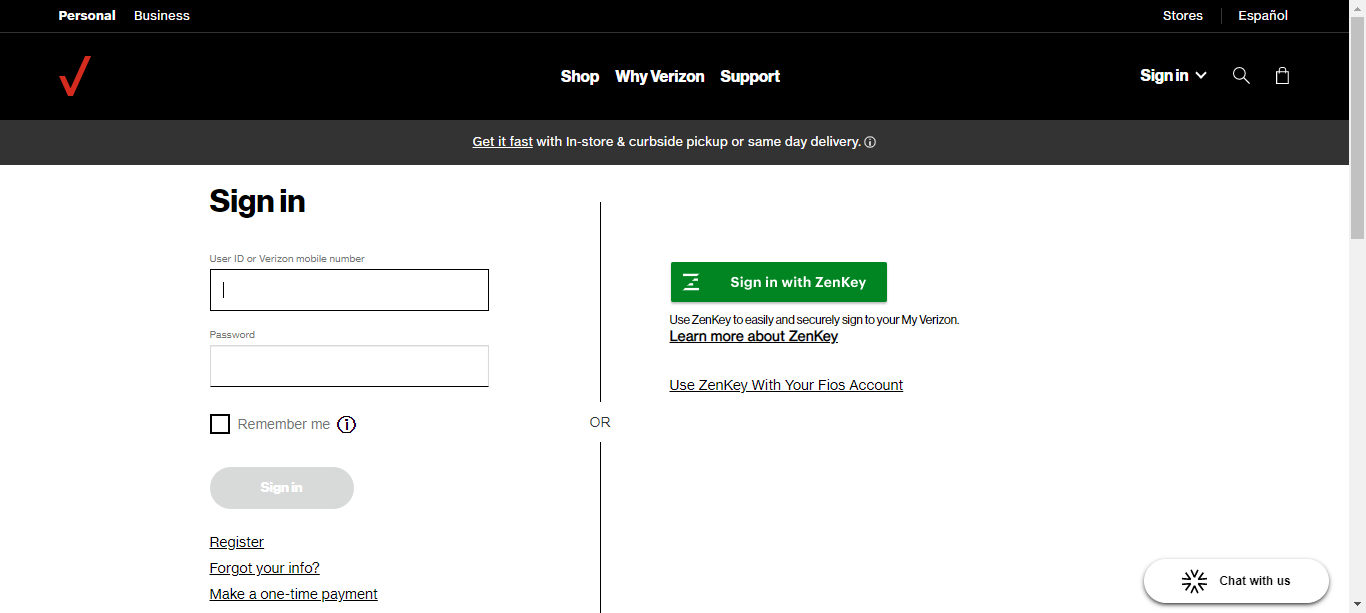 Personal Business Stores Español
Shop Why Verizon Support Sign in
Get it fast with In-store & curbside pickup or same day delivery.
Sign in
User ID or Verizon mobile number
Password
Remember me
Sign in
Register
Forgot your info?
Make a one-time payment
OR
Sign in with ZenKey
Use ZenKey to easily and securely sign to your My Verizon.
Learn more about ZenKey
Use ZenKey With Your Fios Account
Chat with us